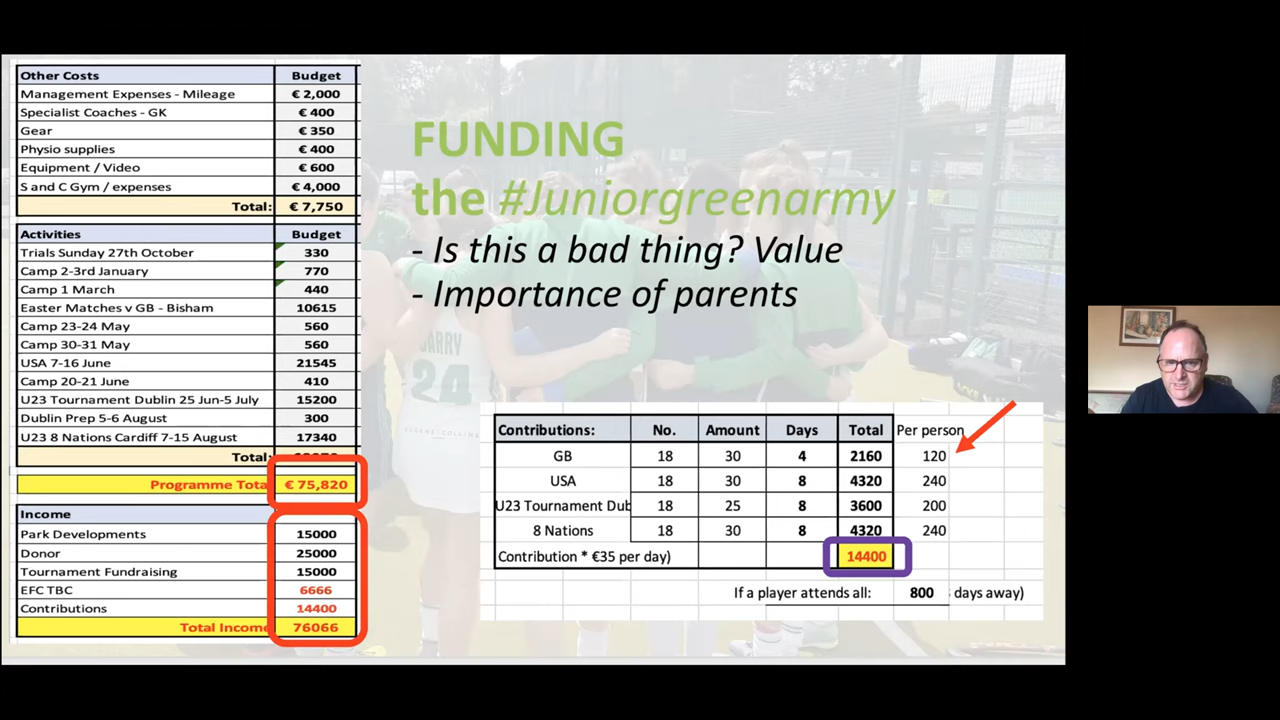 Other Costs Budget
Management Expenses - Mileage € 2,000
Specialist Coaches - GK € 400
Gear € 350
Physio supplies € 400
Equipment / Video € 600
S and C Gym / expenses € 4,000
Total: € 7,750
Activities Budget
Trials Sunday 27th October 330
Camp 2-3rd January 770
Camp 1 March 440
Easter Matches v GB - Bisham 10615
Camp 23-24 May 560
Camp 30-31 May 560
USA 7-16 June 21545
Camp 20-21 June 410
U23 Tournament Dublin 25 Jun-5 July 15200
Dublin Prep 5-6 August 300
U23 8 Nations Cardiff 7-15 August 17340
Total:
Programme Tota € 75,820
Income
Park Developments 15000
Donor 25000
Tournament Fundraising 15000
EFC TBC 6666
Contributions 14400
Total Income 76066
FUNDING
the #Juniorgreenarmy
- Is this a bad thing? Value
- Importance of parents
BARRY
24
Contributions: No. Amount Days Total Per person
GB 18 30 4 2160 120
USA 18 30 8 4320 240
U23 Tournament Dub 18 25 8 3600 200
8 Nations 18 30 8 4320 240
Contribution * €35 per day) 14400
If a player attends all: 800 days away)